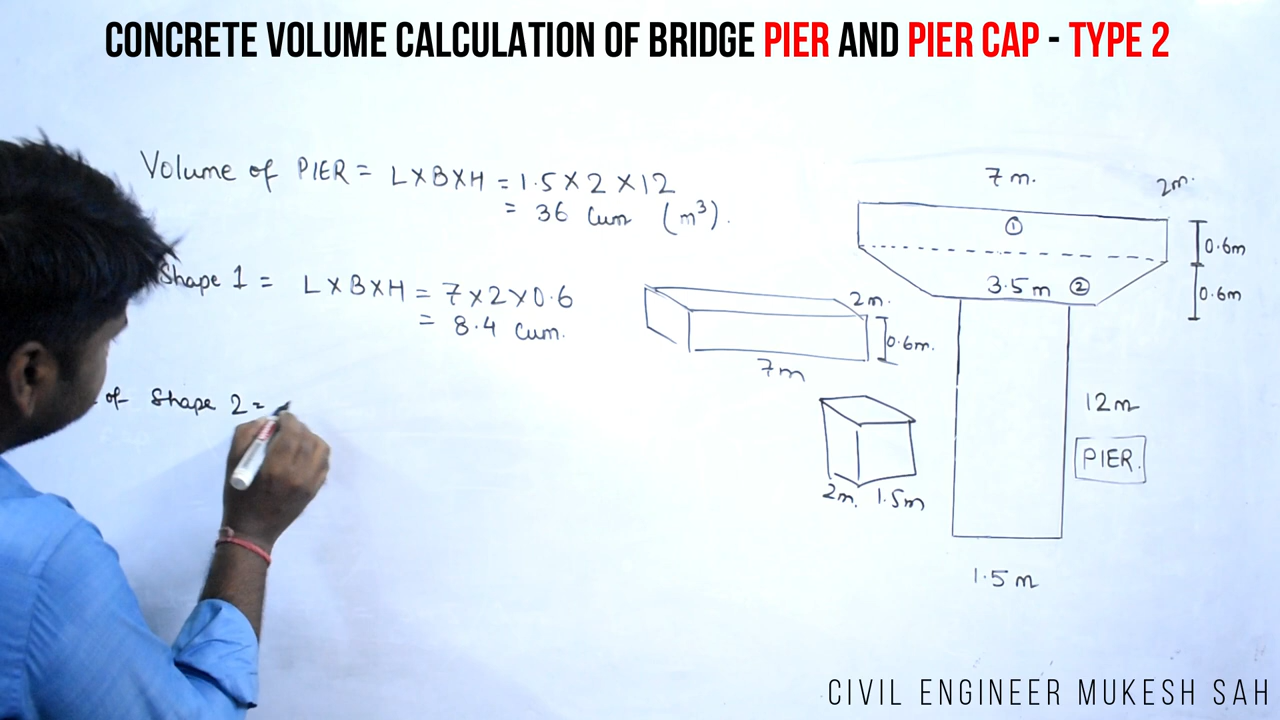 CONCRETE VOLUME CALCULATION OF BRIDGE PIER AND PIER CAP - TYPE 2
Volume of PIER = L×B×H = 1.5×2×12
= 36 Cum (m³).
Shape 1 = L×B×H = 7×2×0.6
= 8.4 Cum.
of Shape 2 =
7 m.
2m.
①
0.6m
3.5m ②
0.6m
2m.
0.6m.
7m
12m
PIER.
2m. 1.5m
1.5 m
CIVIL ENGINEER MUKESH SAH